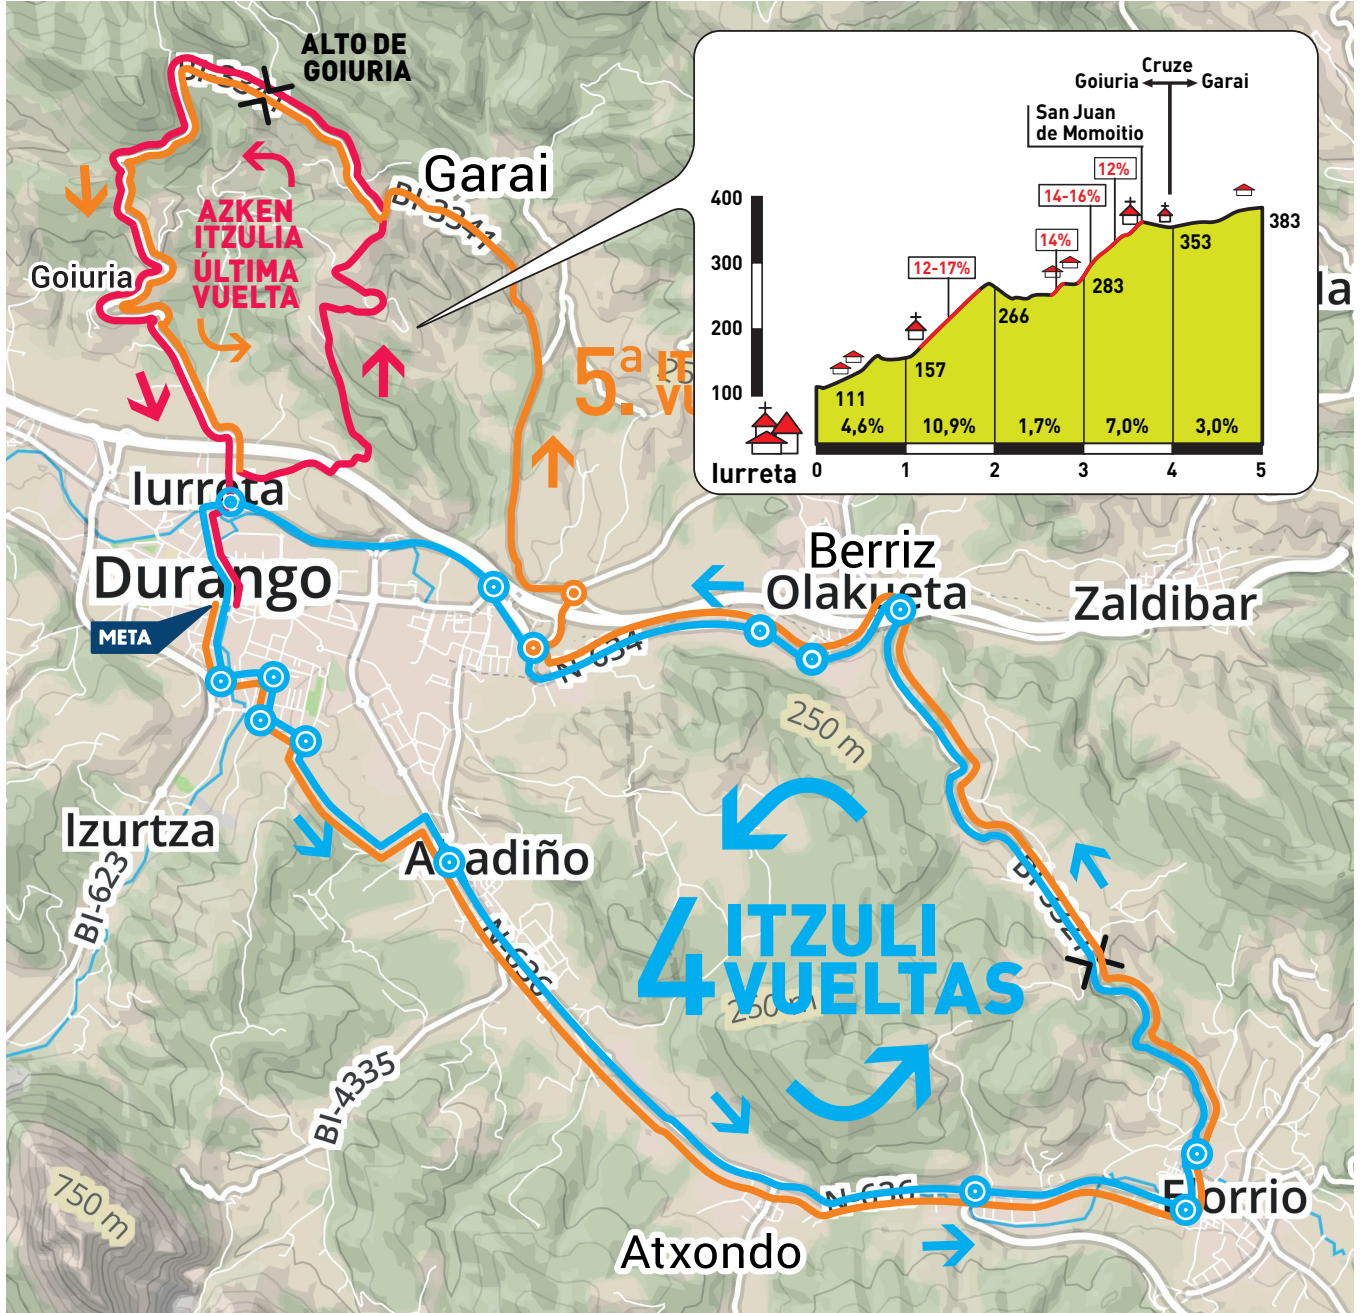 ALTO DE
GOIURIA
Garai
BI-3341
AZKEN
ITZULIA
ÚLTIMA
VUELTA
Goiuria
5.ª
Cruze
Goiuria
Garai
San Juan
de Momoitio
12%
14-16%
14%
12-17%
400
300
200
100
383
353
283
266
157
111
4,6%
10,9%
1,7%
7,0%
3,0%
Iurreta
0
1
2
3
4
5
Iurreta
Durango
META
Berriz
Olakueta
Zaldibar
N-634
250 m
Izurtza
BI-623
Abadiño
N-636
4 ITZULI
VUELTAS
250 m
BI-4335
750 m
N-636
Elorrio
Atxondo